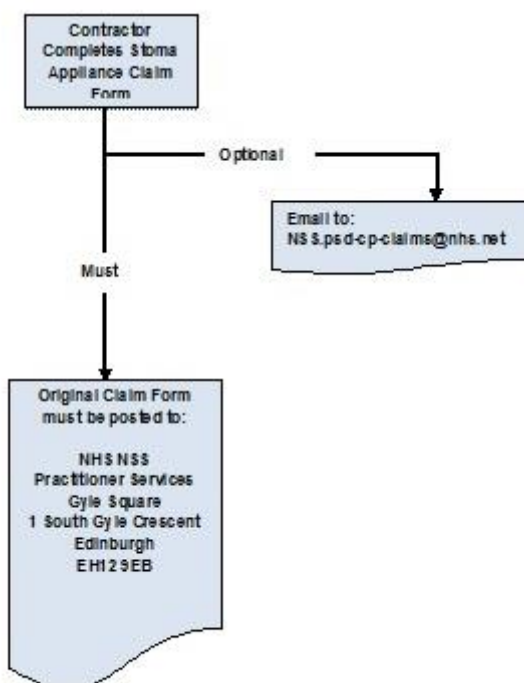 Contractor
Completes Stoma
Appliance Claim
Form
Optional
Email to:
NSS.psd-cp-claims@nhs.net
Must
Original Claim Form
must be posted to:
NHS NSS
Practitioner Services
Gyle Square
1 South Gyle Crescent
Edinburgh
EH12 9EB